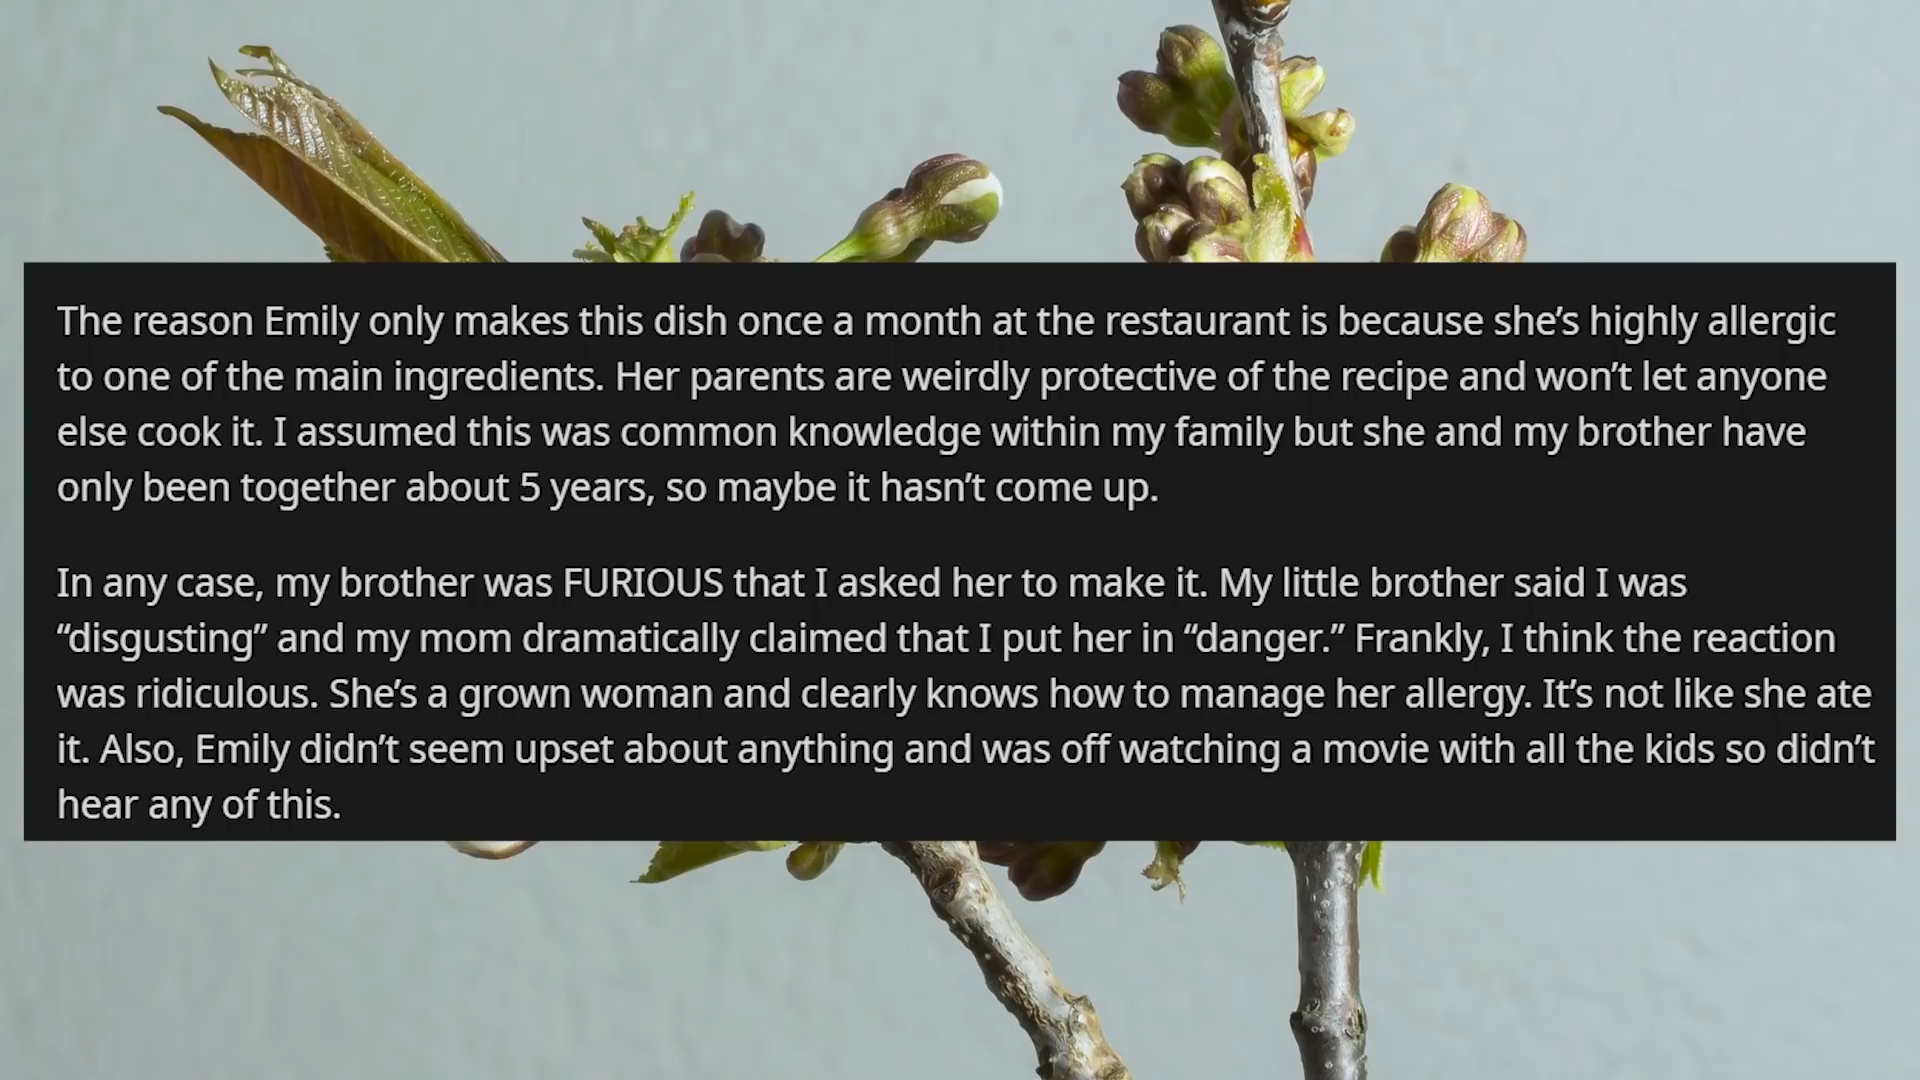 The reason Emily only makes this dish once a month at the restaurant is because she’s highly allergic
to one of the main ingredients. Her parents are weirdly protective of the recipe and won’t let anyone
else cook it. I assumed this was common knowledge within my family but she and my brother have
only been together about 5 years, so maybe it hasn’t come up.
In any case, my brother was FURIOUS that I asked her to make it. My little brother said I was
“disgusting” and my mom dramatically claimed that I put her in “danger.” Frankly, I think the reaction
was ridiculous. She’s a grown woman and clearly knows how to manage her allergy. It’s not like she ate
it. Also, Emily didn’t seem upset about anything and was off watching a movie with all the kids so didn’t
hear any of this.